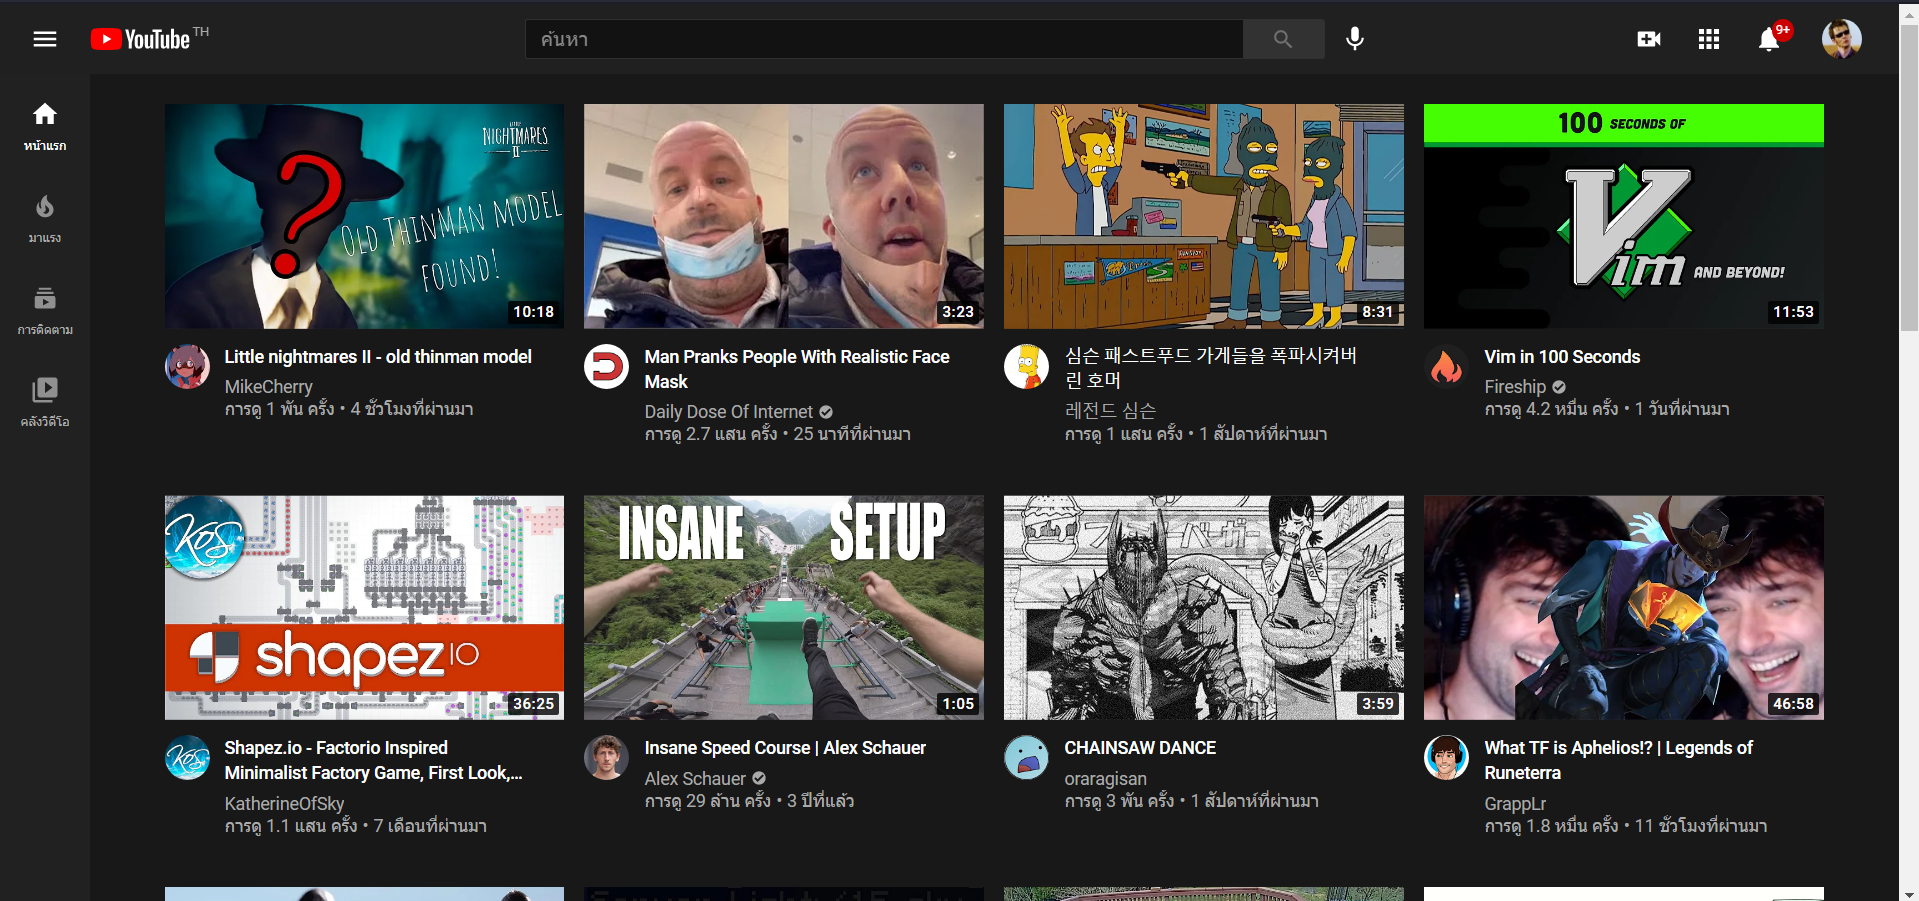 YouTube TH
ค้นหา
9+
หน้าแรก
มาแรง
การติดตาม
คลังวิดีโอ
LITTLE
NIGHTMARES
II
OLD THINMAN MODEL
FOUND!
10:18
3:23
8:31
100 SECONDS OF
Vim AND BEYOND!
11:53
Little nightmares II - old thinman model
MikeCherry
การดู 1 พัน ครั้ง • 4 ชั่วโมงที่ผ่านมา
Man Pranks People With Realistic Face
Mask
Daily Dose Of Internet
การดู 2.7 แสน ครั้ง • 25 นาทีที่ผ่านมา
심슨 패스트푸드 가게들을 폭파시켜버
린 호머
레전드 심슨
การดู 1 แสน ครั้ง • 1 สัปดาห์ที่ผ่านมา
Vim in 100 Seconds
Fireship
การดู 4.2 หมื่น ครั้ง • 1 วันที่ผ่านมา
KoS
shapez IO
36:25
INSANE SETUP
1:05
3:59
46:58
KoS
Shapez.io - Factorio Inspired
Minimalist Factory Game, First Look,...
KatherineOfSky
การดู 1.1 แสน ครั้ง • 7 เดือนที่ผ่านมา
Insane Speed Course | Alex Schauer
Alex Schauer
การดู 29 ล้าน ครั้ง • 3 ปีที่แล้ว
CHAINSAW DANCE
oraragisan
การดู 3 พัน ครั้ง • 1 สัปดาห์ที่ผ่านมา
What TF is Aphelios!? | Legends of
Runeterra
GrappLr
การดู 1.8 หมื่น ครั้ง • 11 ชั่วโมงที่ผ่านมา